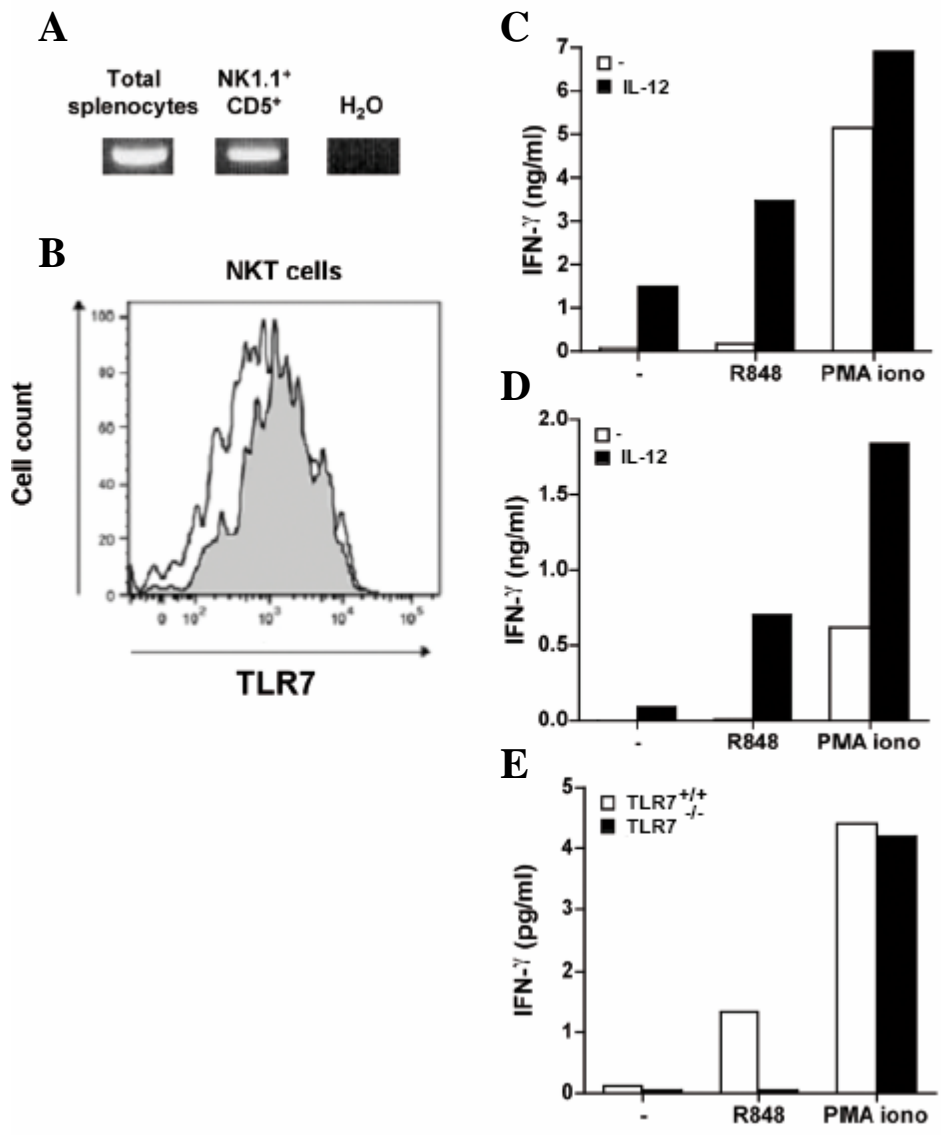 A
Total
splenocytes
NK1.1+
CD5+
H2O
B
NKT cells
Cell count
100
80
60
40
20
0
0 10^2 10^3 10^4 10^5
TLR7
C
IFN-γ (ng/ml)
7
6
5
4
3
2
1
0
-
IL-12
- R848 PMA iono
D
IFN-γ (ng/ml)
2.0
1.5
1.0
0.5
0.0
-
IL-12
- R848 PMA iono
E
IFN-γ (pg/ml)
5
4
3
2
1
0
TLR7+/+
TLR7-/-
- R848 PMA iono